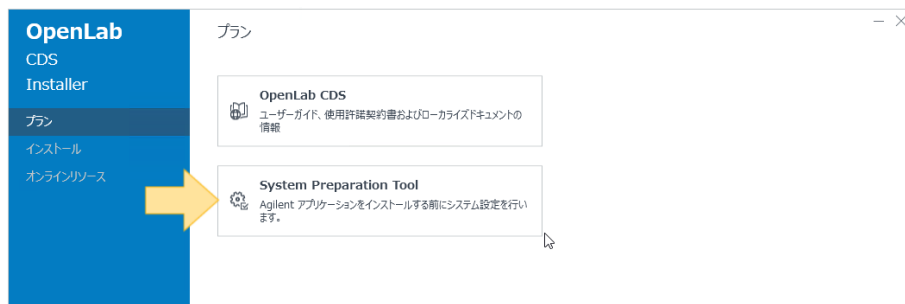 OpenLab
CDS
Installer
プラン
インストール
オンラインリソース
プラン
OpenLab CDS
ユーザーガイド、使用許諾契約書およびローカライズドキュメントの
情報
System Preparation Tool
Agilent アプリケーションをインストールする前にシステム設定を行い
ます。